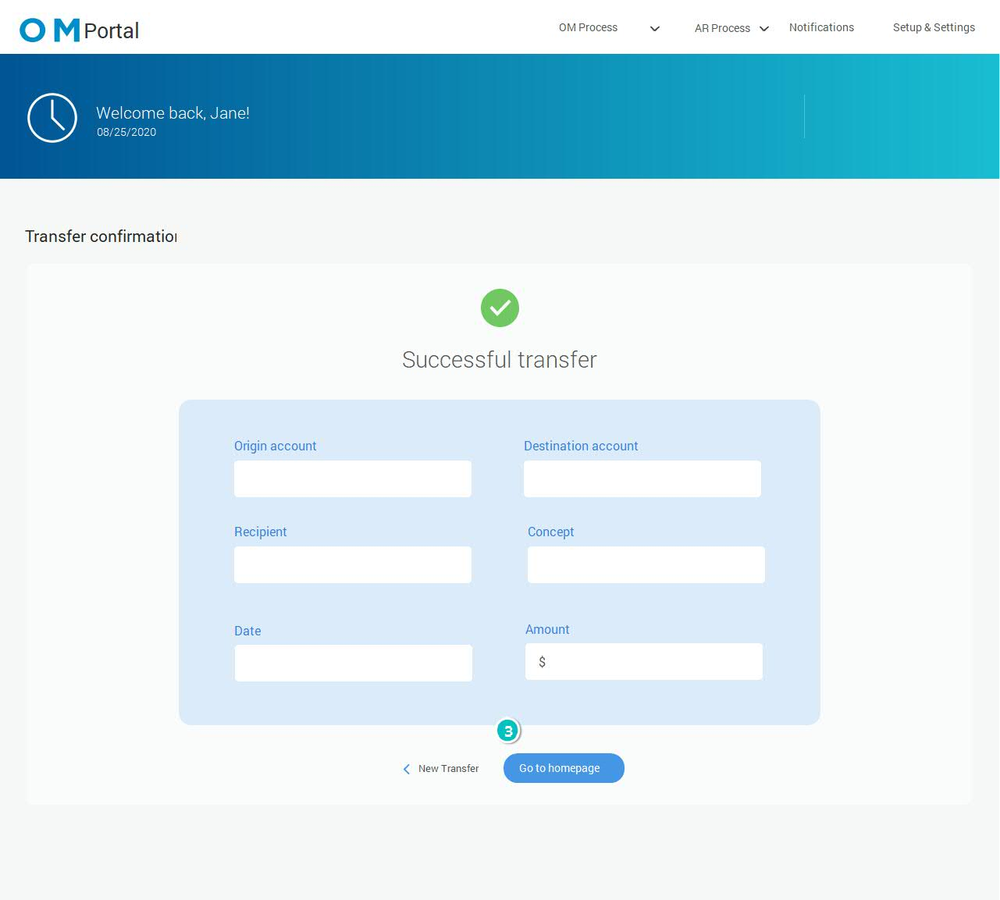 OM Portal
OM Process
AR Process
Notifications
Setup & Settings
Welcome back, Jane!
08/25/2020
Transfer confirmation
Successful transfer
Origin account
Destination account
Recipient
Concept
Date
Amount
$
3
New Transfer
Go to homepage